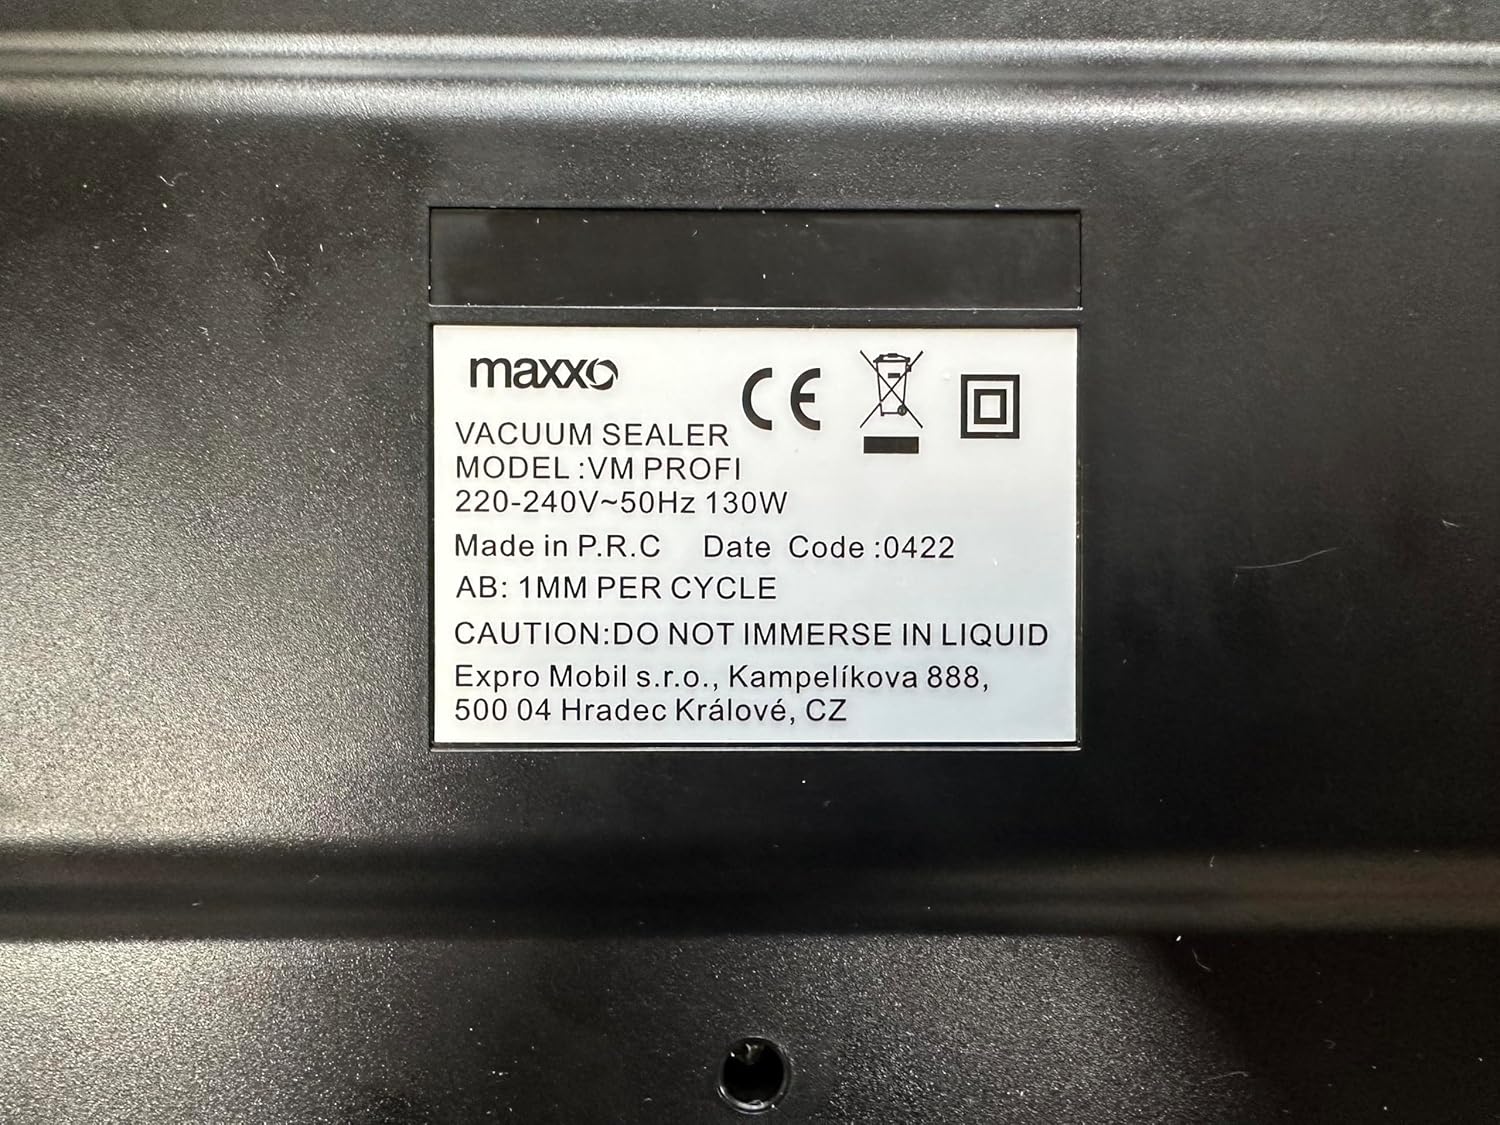 maxxo
CE
VACUUM SEALER
MODEL :VM PROFI
220-240V~50Hz 130W
Made in P.R.C Date Code :0422
AB: 1MM PER CYCLE
CAUTION:DO NOT IMMERSE IN LIQUID
Expro Mobil s.r.o., Kampelíkova 888,
500 04 Hradec Králové, CZ